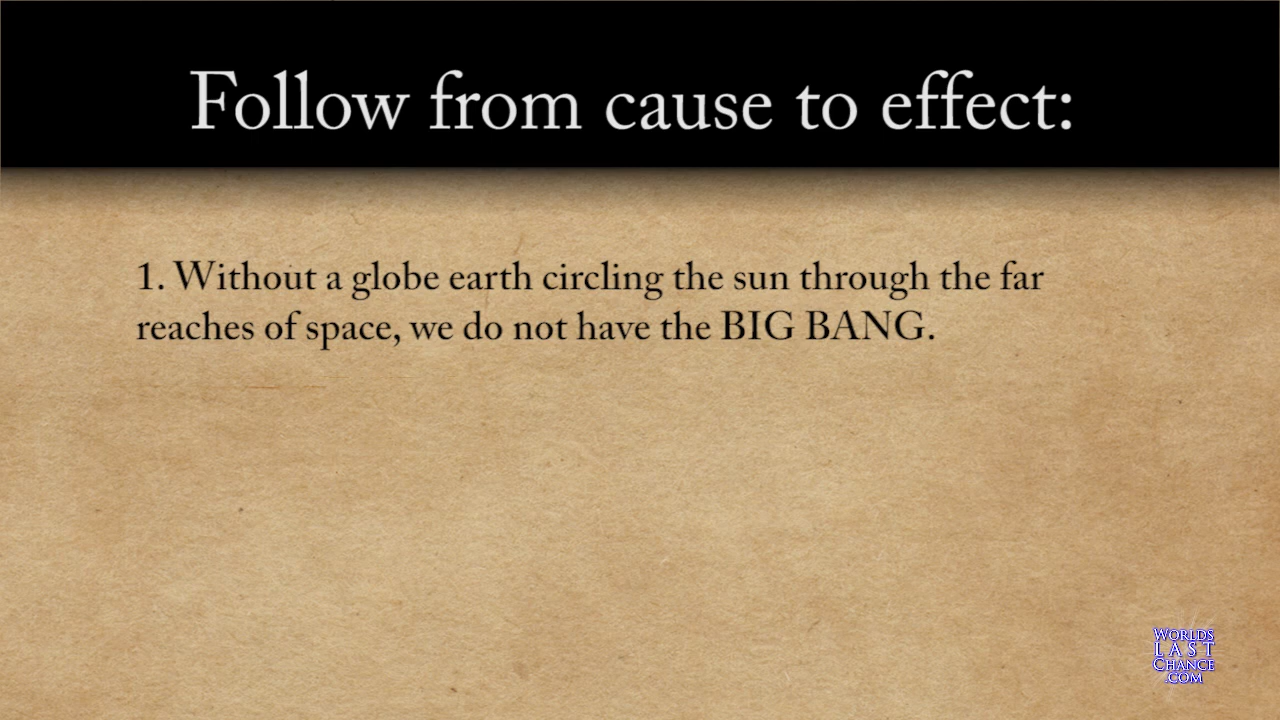 Follow from cause to effect:
1. Without a globe earth circling the sun through the far
reaches of space, we do not have the BIG BANG.
WORLDS
LAST
CHANCE
.COM